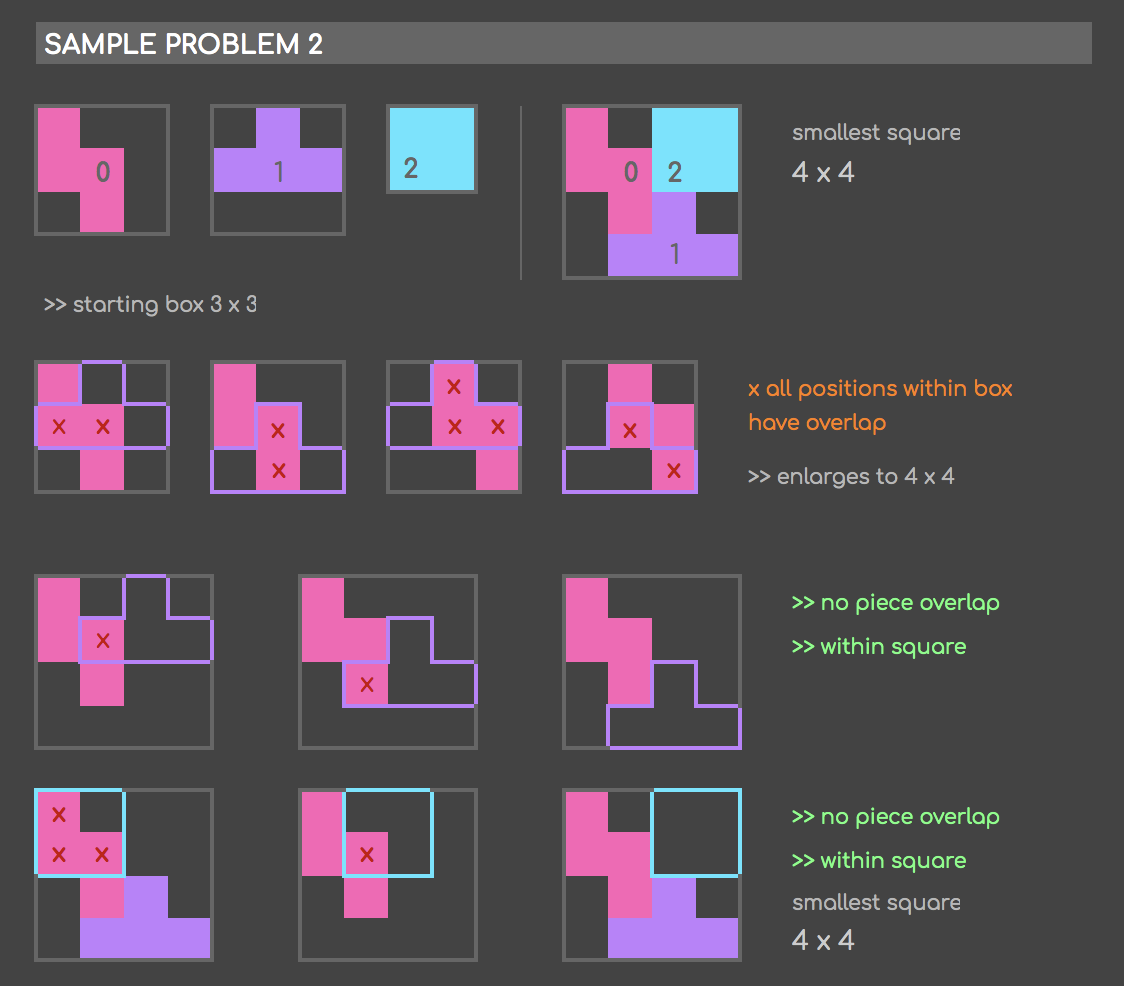 SAMPLE PROBLEM 2
0
1
2
0 2
1
smallest square
4 x 4
>> starting box 3 x 3
x x
x
x
x
x x
x
x
x all positions within box
have overlap
>> enlarges to 4 x 4
x
x
>> no piece overlap
>> within square
x
x x
x
>> no piece overlap
>> within square
smallest square
4 x 4